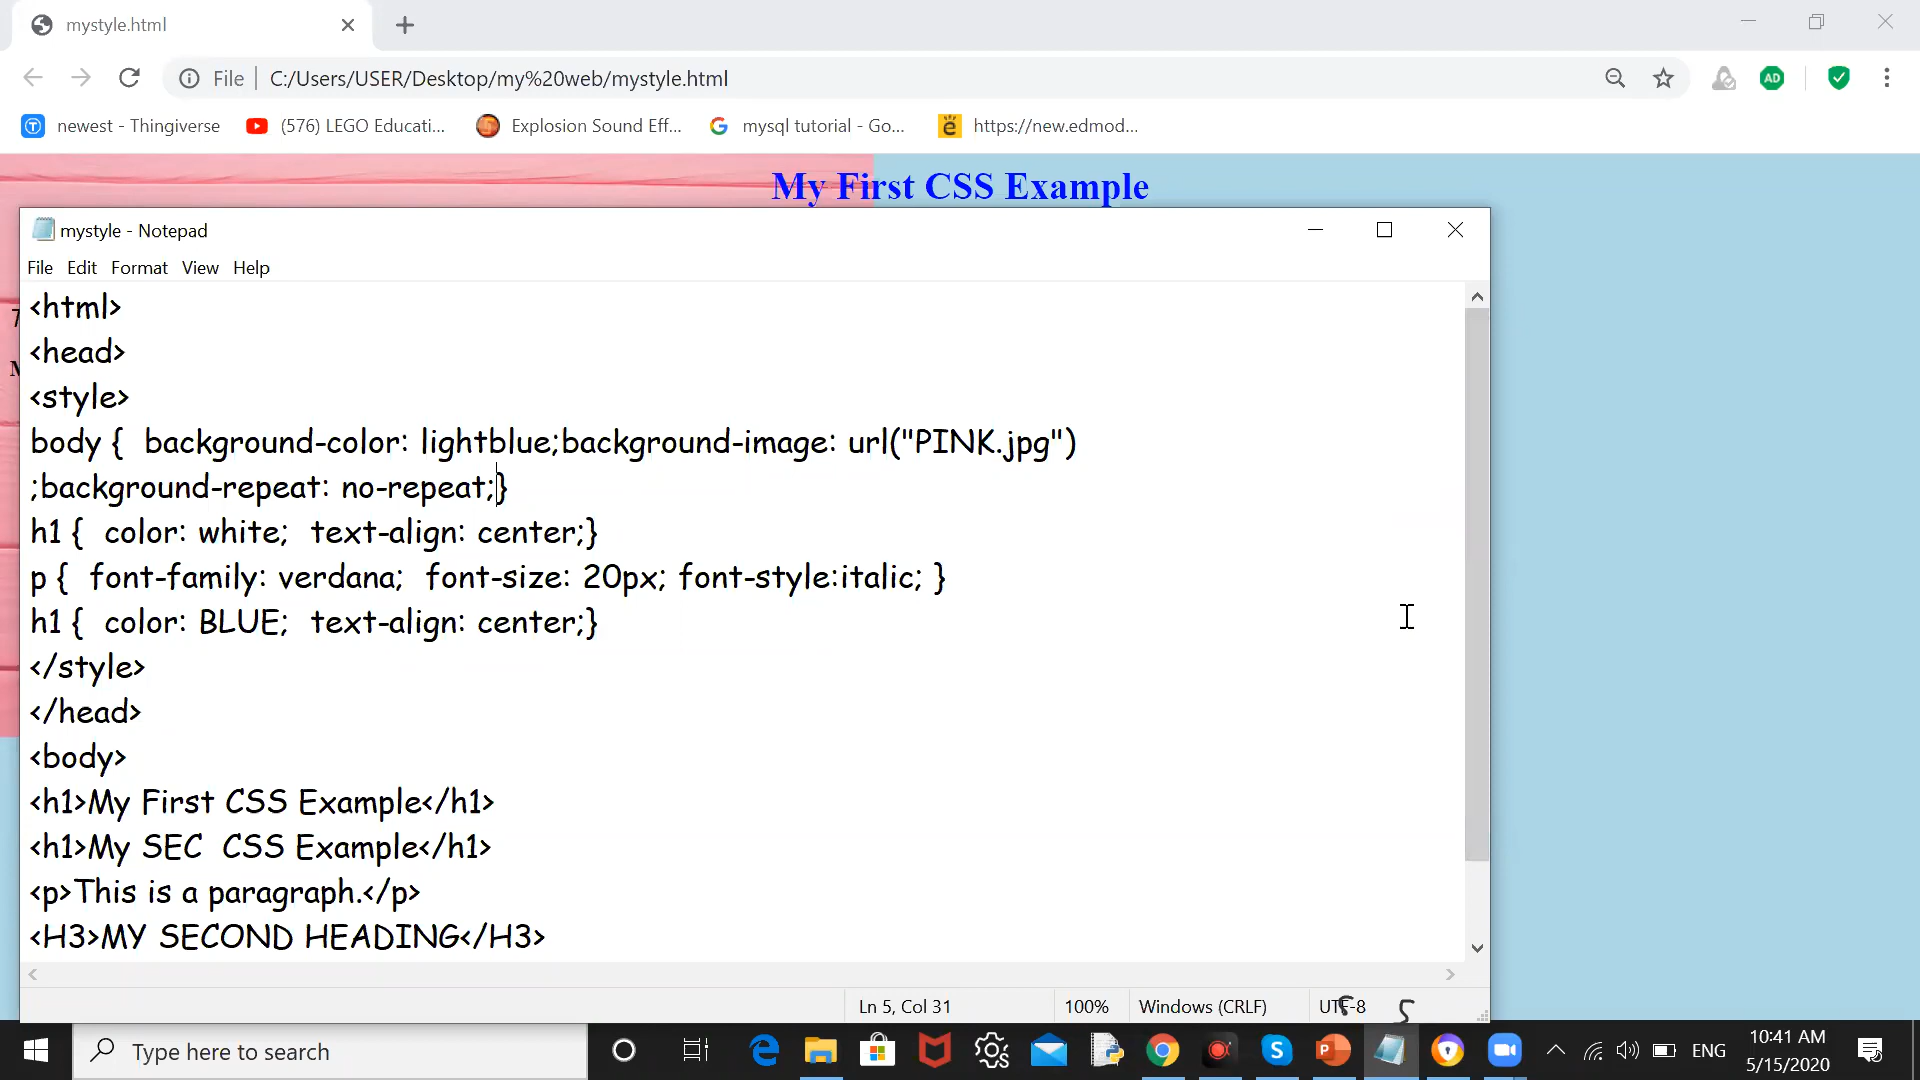 mystyle.html
File
C:/Users/USER/Desktop/my%20web/mystyle.html
AD
newest - Thingiverse
(576) LEGO Educati...
Explosion Sound Eff...
mysql tutorial - Go...
https://new.edmod...
My First CSS Example
mystyle - Notepad
File Edit Format View Help
<html>
<head>
<style>
body {  background-color: lightblue;background-image: url("PINK.jpg")
;background-repeat: no-repeat;}
h1 {  color: white;  text-align: center;}
p {  font-family: verdana;  font-size: 20px; font-style:italic; }
h1 {  color: BLUE;  text-align: center;}
</style>
</head>
<body>
<h1>My First CSS Example</h1>
<h1>My SEC  CSS Example</h1>
<p>This is a paragraph.</p>
<H3>MY SECOND HEADING</H3>
Ln 5, Col 31
100%
Windows (CRLF)
UTF-8
Type here to search
ENG
10:41 AM
5/15/2020